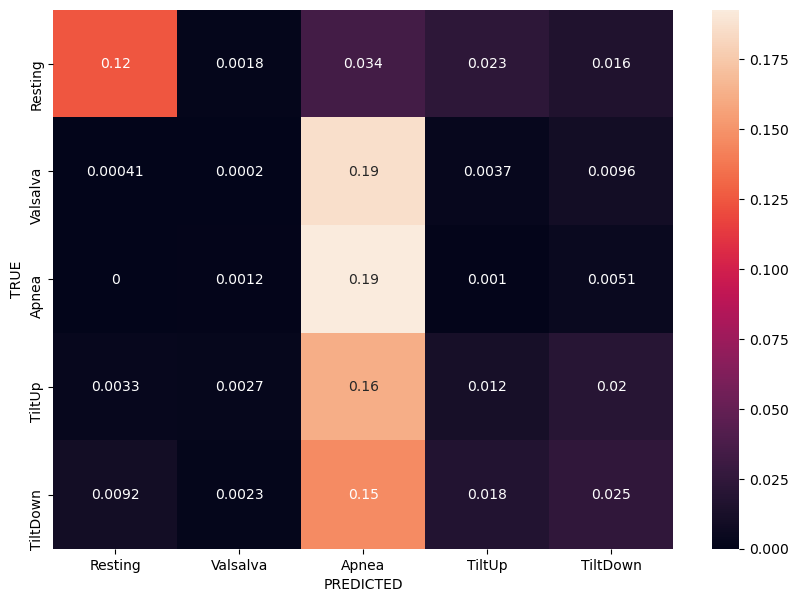 Resting 0.12 0.0018 0.034 0.023 0.016
Valsalva 0.00041 0.0002 0.19 0.0037 0.0096
Apnea 0 0.0012 0.19 0.001 0.0051
TiltUp 0.0033 0.0027 0.16 0.012 0.02
TiltDown 0.0092 0.0023 0.15 0.018 0.025
TRUE
Resting Valsalva Apnea TiltUp TiltDown
PREDICTED
0.175
0.150
0.125
0.100
0.075
0.050
0.025
0.000